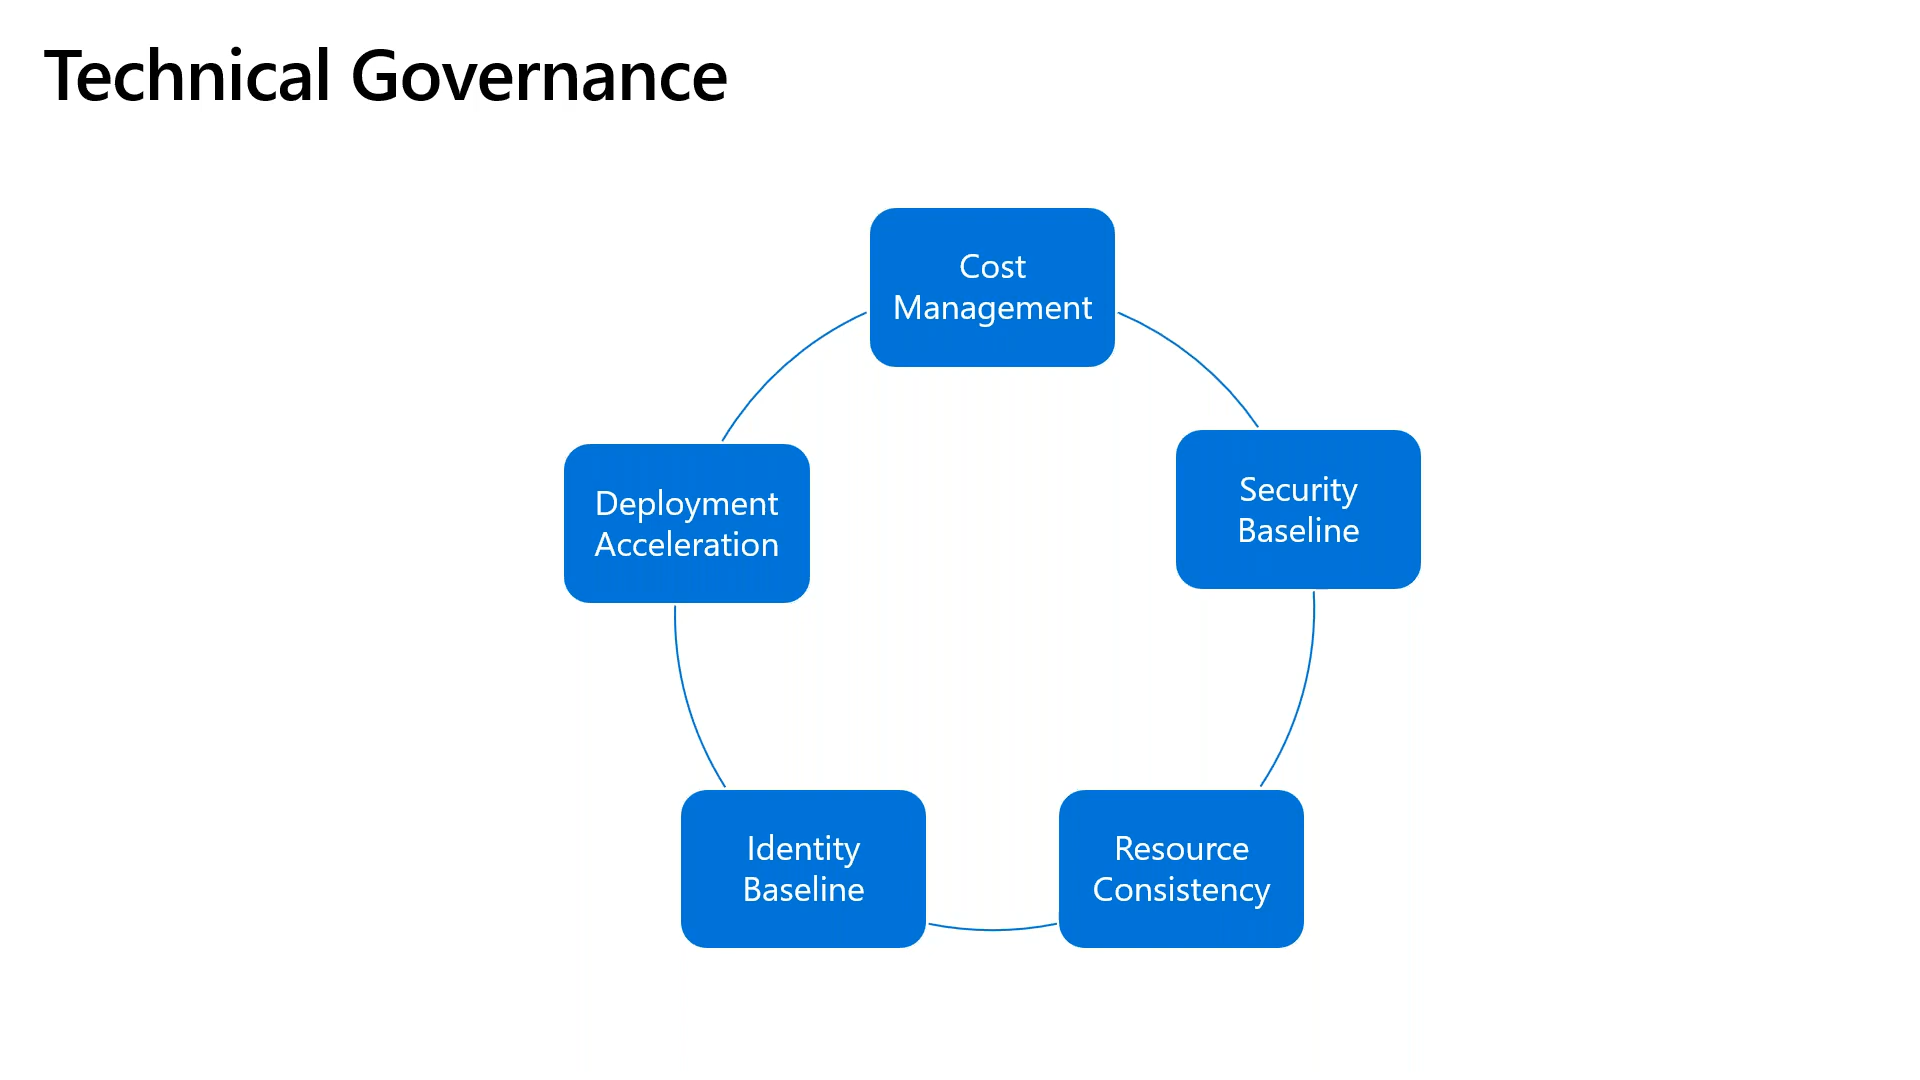 Technical Governance
Cost
Management
Security
Baseline
Resource
Consistency
Identity
Baseline
Deployment
Acceleration